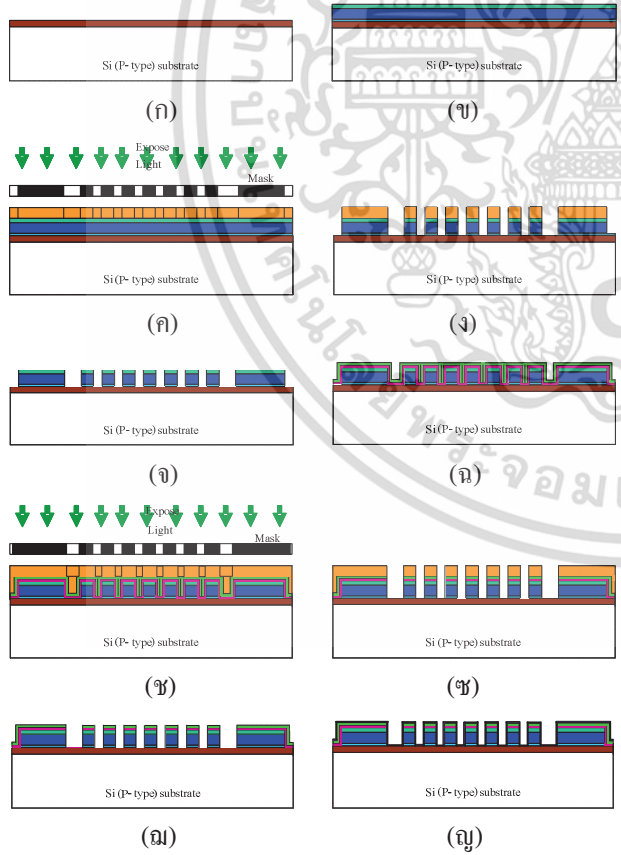 Si (P- type) substrate
Si (P- type) substrate
(ก)
(ข)
Expose
Light
Mask
Si (P- type) substrate
Si (P- type) substrate
(ค)
(ง)
Si (P- type) substrate
Si (P- type) substrate
(จ)
(ฉ)
Expose
Light
Mask
Si (P- type) substrate
Si (P- type) substrate
(ช)
(ซ)
Si (P- type) substrate
Si (P- type) substrate
(ฌ)
(ญ)